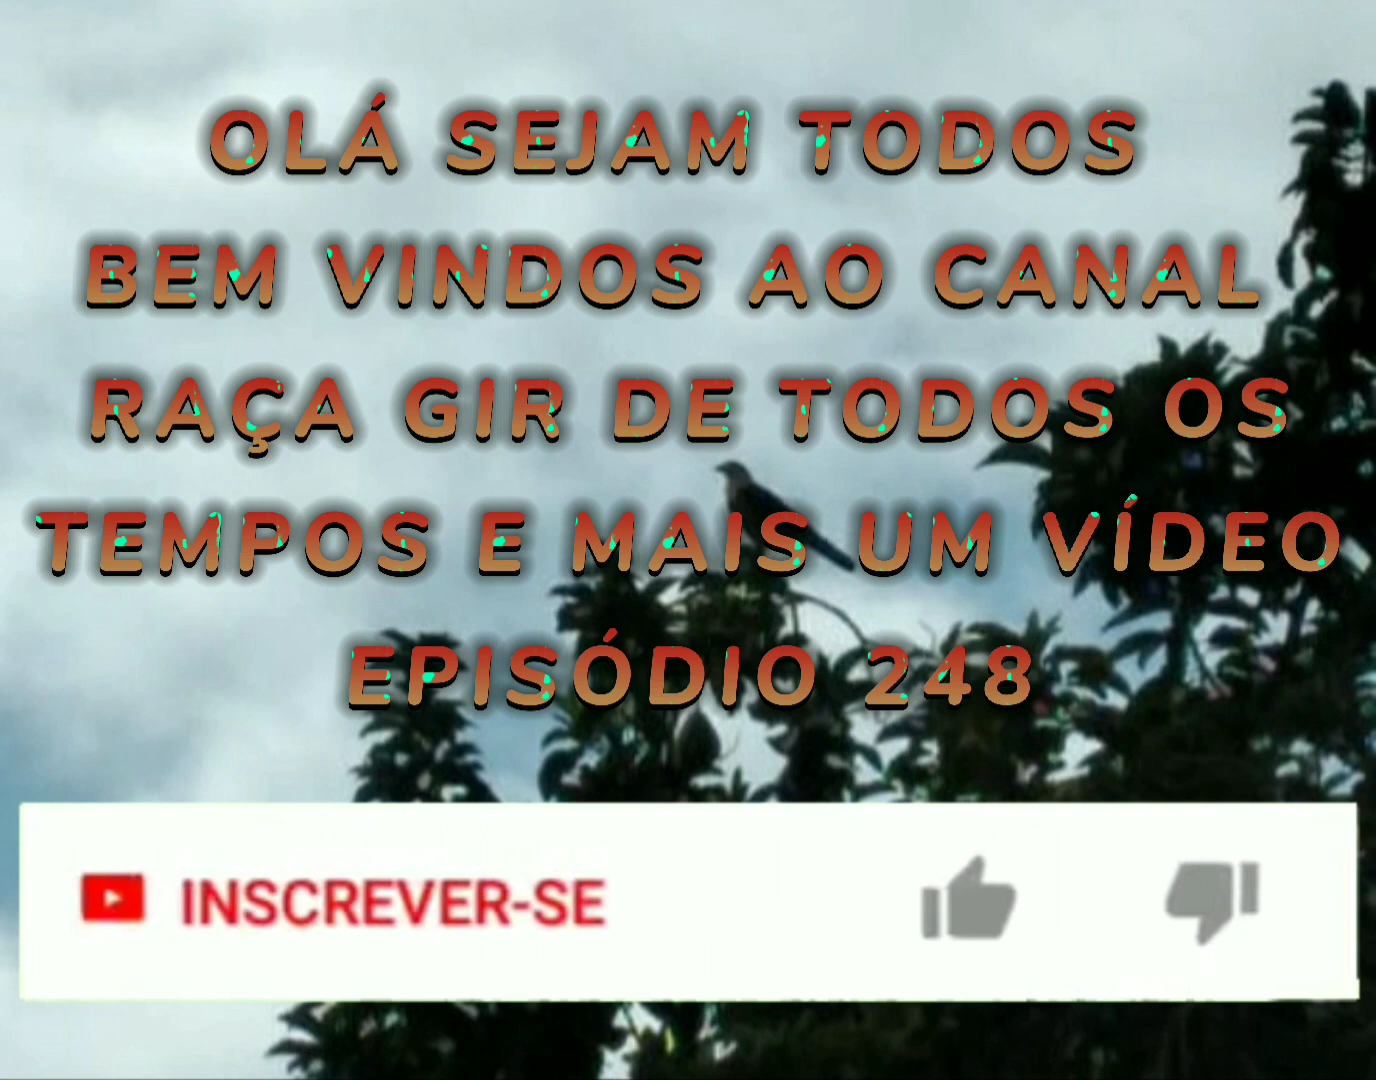 OLÁ SEJAM TODOS
BEM VINDOS AO CANAL
RAÇA GIR DE TODOS OS
TEMPOS E MAIS UM VÍDEO
EPISÓDIO 248
INSCREVER-SE